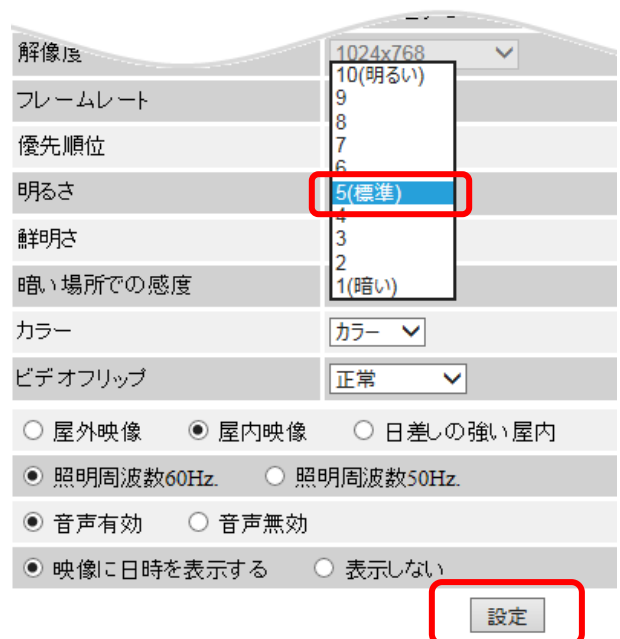 解像度 1024x768
10(明るい)
フレームレート 9
8
優先順位 7
6
明るさ 5(標準)
4
鮮明さ 3
2
暗い場所での感度 1(暗い)
カラー カラー
ビデオフリップ 正常
屋外映像 屋内映像 日差しの強い屋内
照明周波数60Hz. 照明周波数50Hz.
音声有効 音声無効
映像に日時を表示する 表示しない
設定